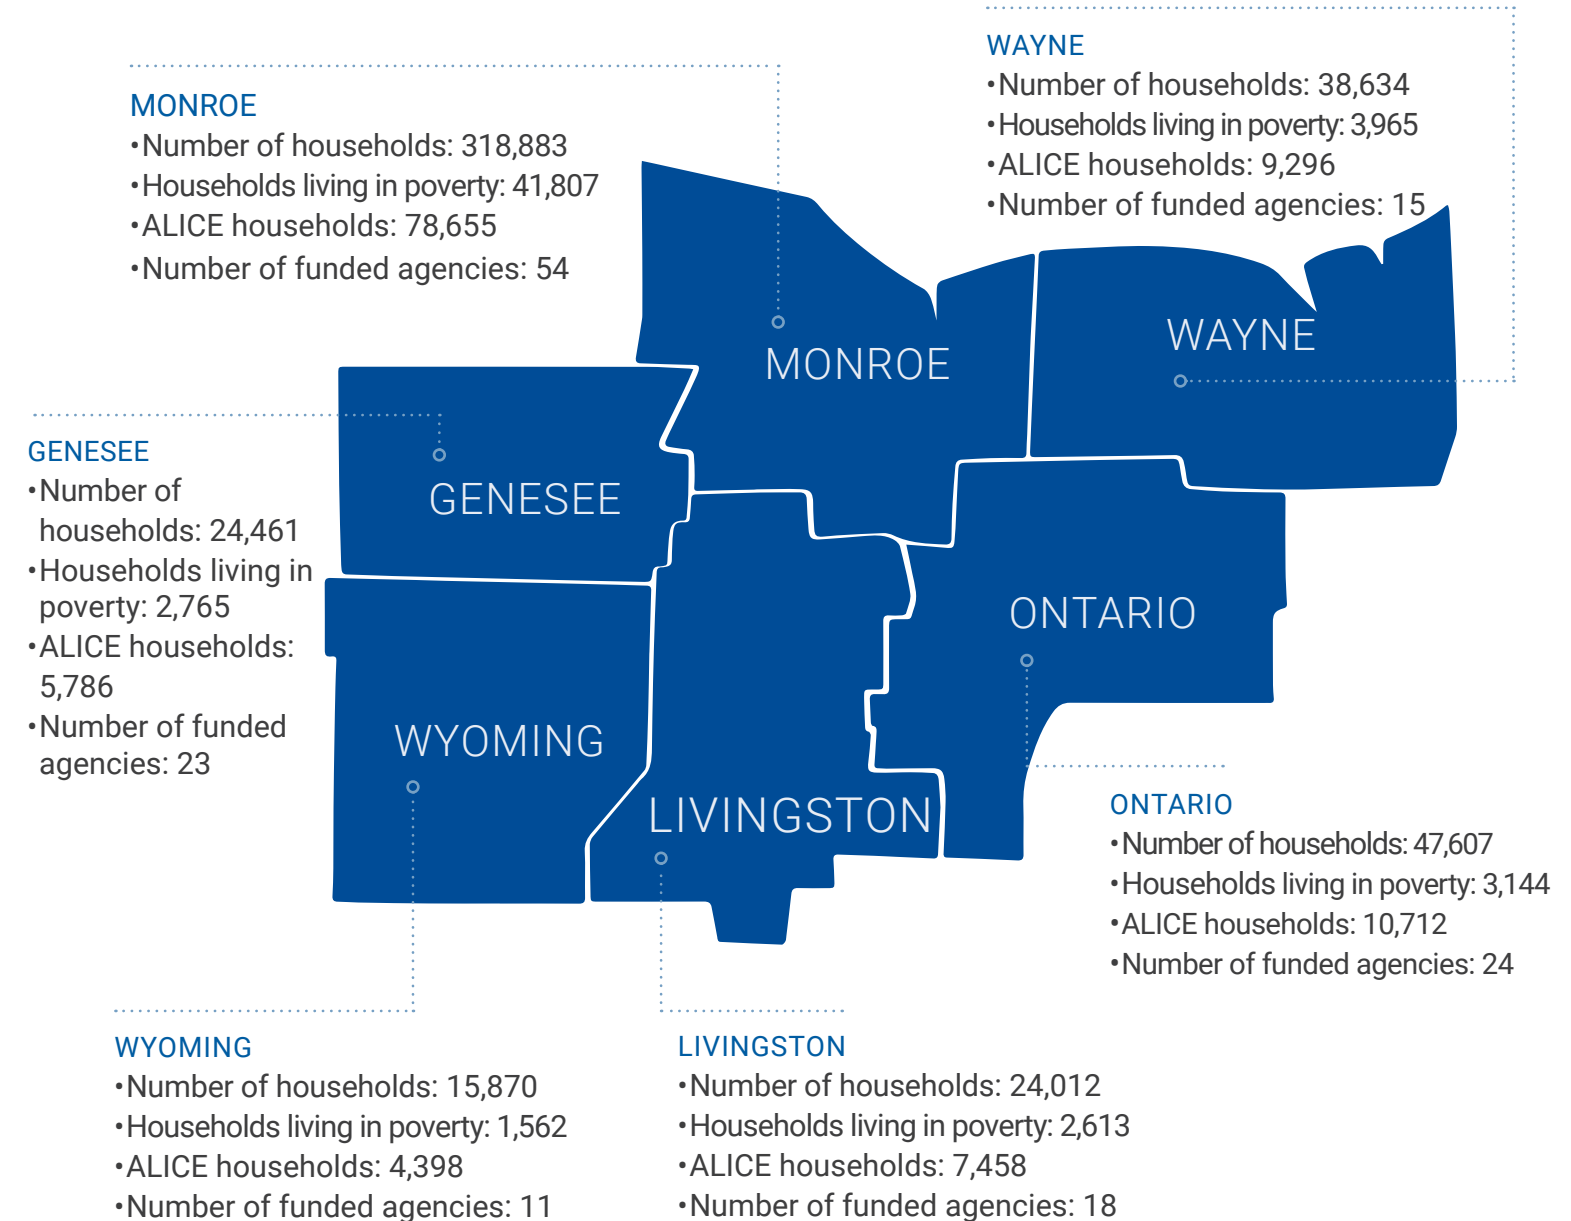 WAYNE
•Number of households: 38,634
•Households living in poverty: 3,965
•ALICE households: 9,296
•Number of funded agencies: 15
MONROE
•Number of households: 318,883
•Households living in poverty: 41,807
•ALICE households: 78,655
•Number of funded agencies: 54
WAYNE
MONROE
GENESEE
•Number of
households: 24,461
•Households living in
poverty: 2,765
•ALICE households:
5,786
•Number of funded
agencies: 23
GENESEE
ONTARIO
WYOMING
LIVINGSTON
ONTARIO
•Number of households: 47,607
•Households living in poverty: 3,144
•ALICE households: 10,712
•Number of funded agencies: 24
WYOMING
•Number of households: 15,870
•Households living in poverty: 1,562
•ALICE households: 4,398
•Number of funded agencies: 11
LIVINGSTON
•Number of households: 24,012
•Households living in poverty: 2,613
•ALICE households: 7,458
•Number of funded agencies: 18